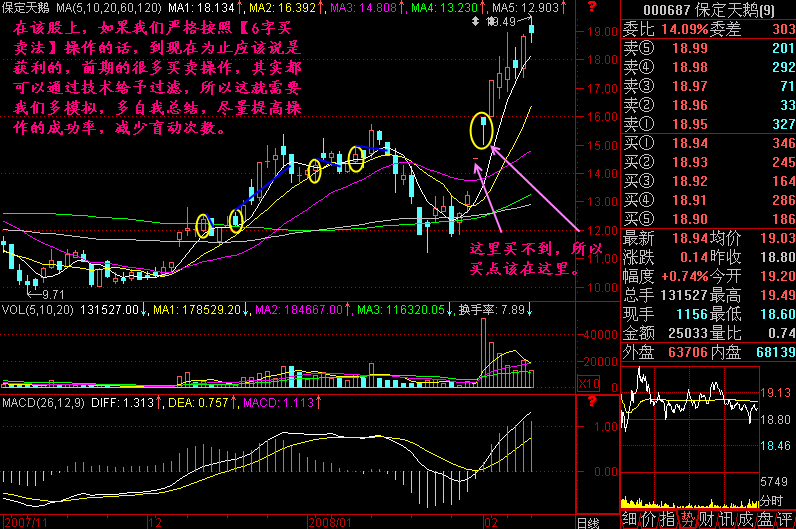 保定天鹅 MA(5,10,20,60,120) MA1: 18.134↑, MA2: 16.392↑, MA3: 14.808↑, MA4: 13.230↑, MA5: 12.903↑
在该股上，如果我们严格按照【6字买
卖法】操作的话，到现在为止应该说是
获利的，前期的很多买卖操作，其实都
可以通过技术给予过滤，所以这就需要
我们多模拟，多自我总结，尽量提高操
作的成功率，减少盲动次数。
19.49
？
19.00
18.00
17.00
16.00
15.00
14.00
13.00
12.00
11.00
10.00
这里买不到，所以
买点该在这里。
9.71
VOL(5,10,20) 131527.00↓, MA1: 178529.20↓, MA2: 184667.00↑, MA3: 116320.05↓, 换手率: 7.89↓
40000
20000
X10
MACD(26,12,9) DIFF: 1.313↑, DEA: 0.757↑, MACD: 1.113↑
？
1.00
0.00
2007/11 12 2008/01 02 日线
000687 保定天鹅(9)
委比 14.09% 委差 303
卖⑤ 18.99 201
卖④ 18.98 292
卖③ 18.97 71
卖② 18.96 33
卖① 18.95 327
买① 18.94 346
买② 18.93 245
买③ 18.92 164
买④ 18.91 286
买⑤ 18.90 186
最新 18.94 均价 19.03
涨跌 0.14 昨收 18.80
幅度 +0.74% 今开 19.20
总手 131527 最高 19.49
现手 1156 最低 18.60
金额 25033 量比 0.74
外盘 63706 内盘 68139
19.13
18.80
18.46
5749
分时
细价指势财讯成盘评